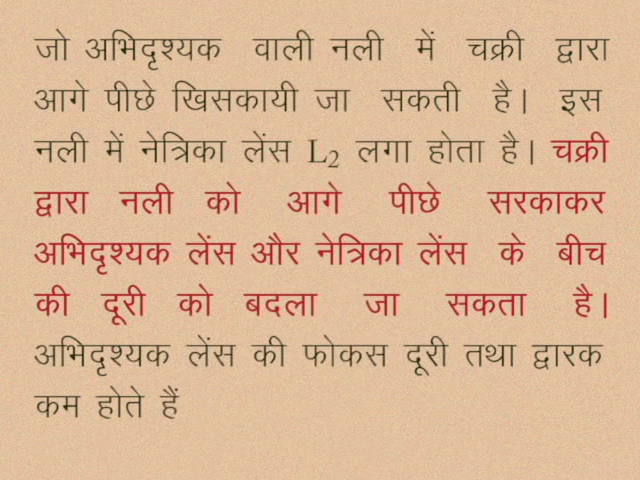 जो अभिदृश्यक वाली नली में चक्री द्वारा
आगे पीछे खिसकायी जा सकती है। इस
नली में नेत्रिका लेंस L₂ लगा होता है। चक्री
द्वारा नली को आगे पीछे सरकाकर
अभिदृश्यक लेंस और नेत्रिका लेंस के बीच
की दूरी को बदला जा सकता है।
अभिदृश्यक लेंस की फोकस दूरी तथा द्वारक
कम होते हैं